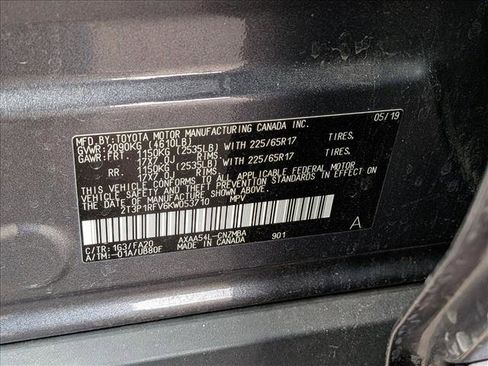 MFD.BY:TOYOTA MOTOR MANUFACTURING CANADA INC. 05/19
GVWR: 2090KG (4610LB)
GAWR:FRT. 1150KG (2535LB) WITH 225/65R17 TIRES,
17X7.0J RIMS,
RR. 1150KG (2535LB) WITH 225/65R17 TIRES,
17X7.0J RIMS,
THIS VEHICLE CONFORMS TO ALL APPLICABLE FEDERAL MOTOR
VEHICLE SAFETY AND THEFT PREVENTION STANDARDS IN
EFFECT ON THE DATE OF MANUFACTURE SHOWN ABOVE.
2T3P1RFV6KW053710 MPV
A
C/TR: 1G3/FA20 AXAA54L-CNZMBA
A/TM: -01A/UB80F MADE IN CANADA 901